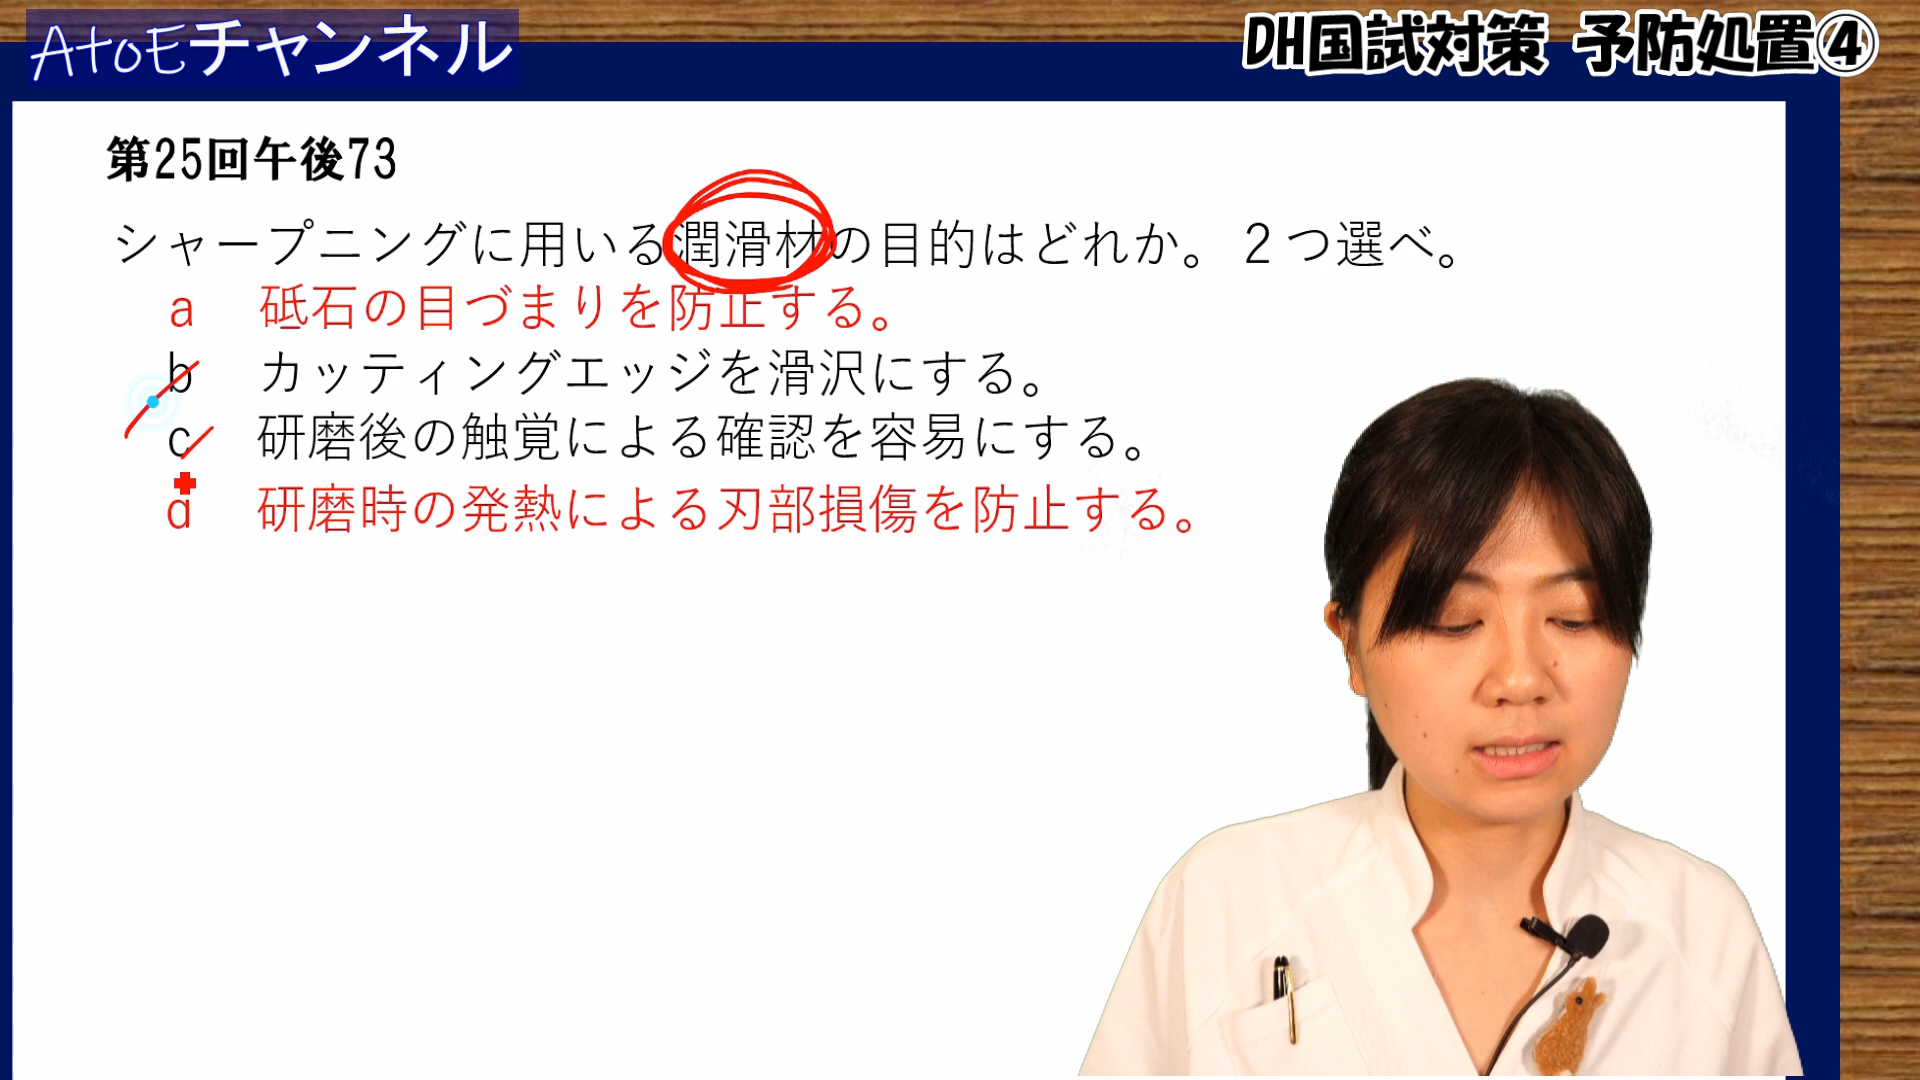 AtoEチャンネル
DH国試対策 予防処置④
第25回午後73
シャープニングに用いる潤滑材の目的はどれか。２つ選べ。
a 砥石の目づまりを防止する。
b カッティングエッジを滑沢にする。
c 研磨後の触覚による確認を容易にする。
d 研磨時の発熱による刃部損傷を防止する。